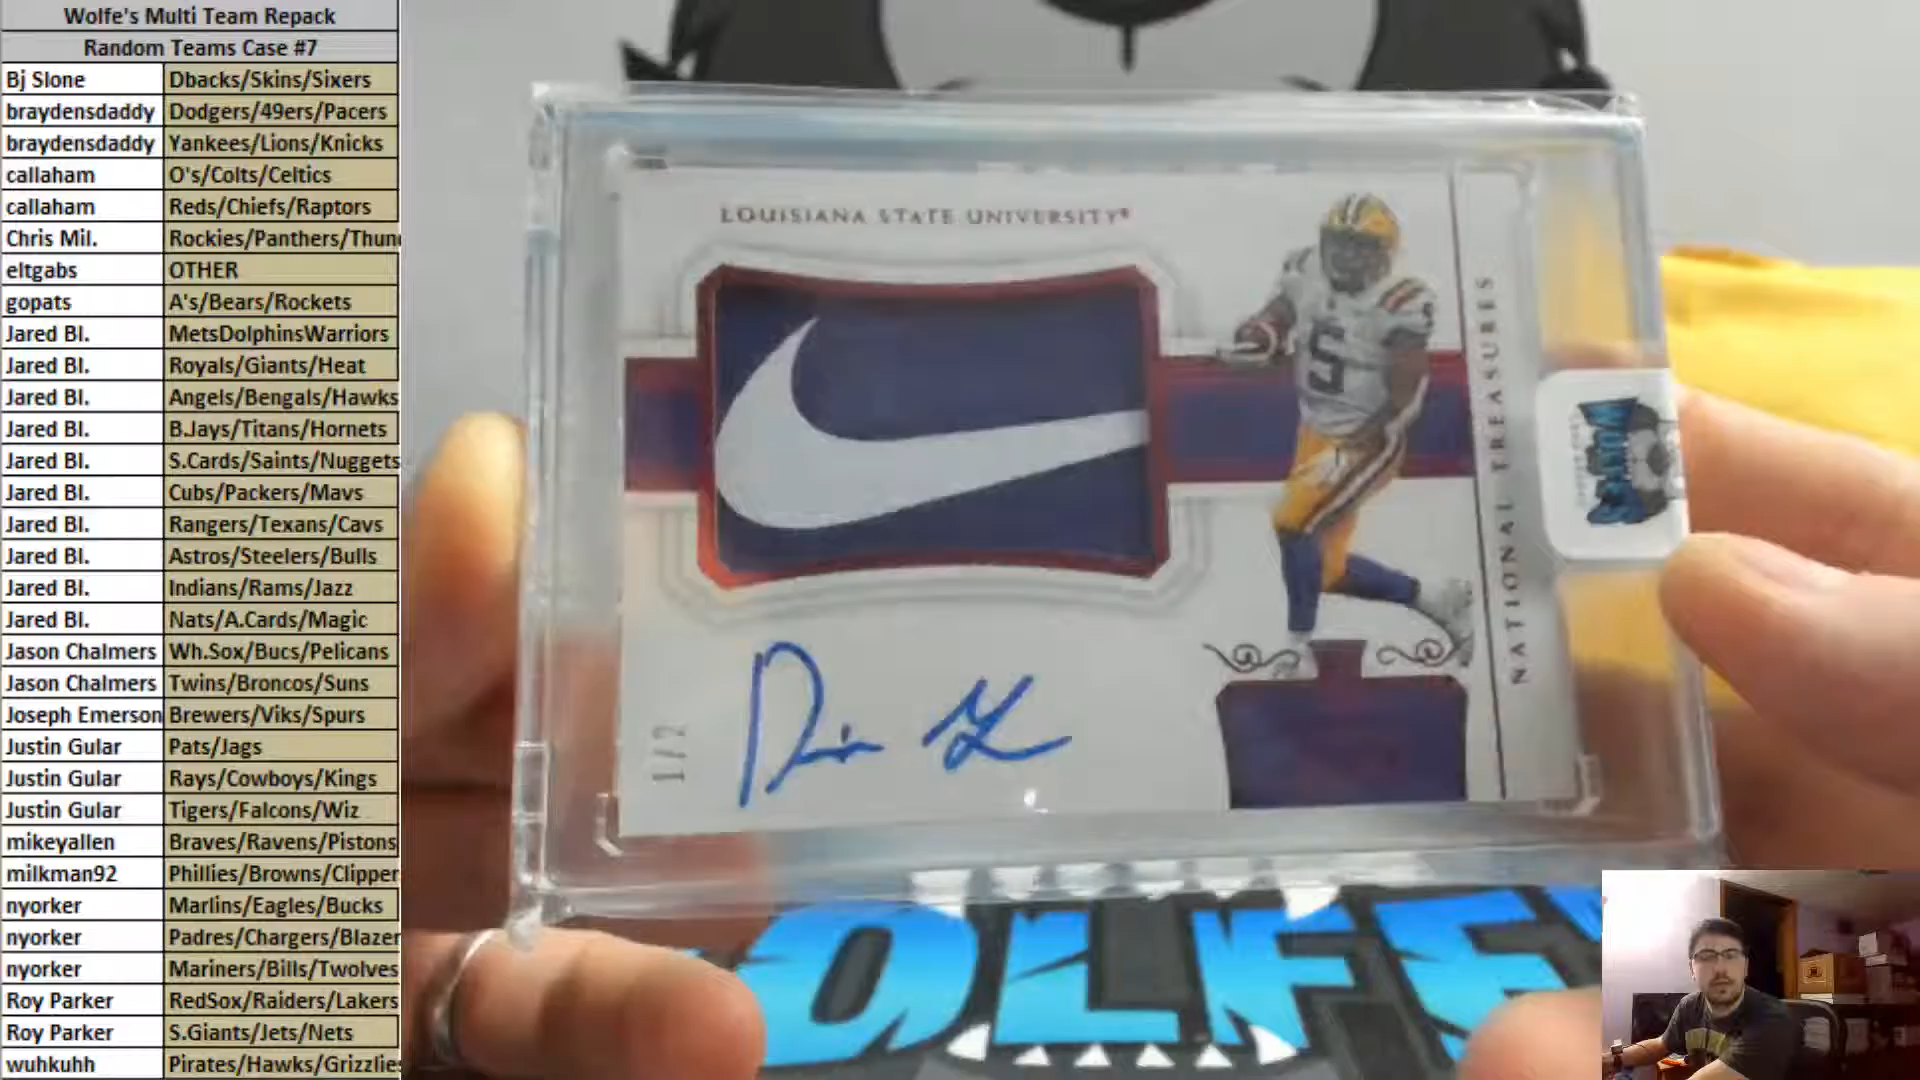 Wolfe's Multi Team Repack
Random Teams Case #7
Bj Slone Dbacks/Skins/Sixers
braydensdaddy Dodgers/49ers/Pacers
braydensdaddy Yankees/Lions/Knicks
callaham O's/Colts/Celtics
callaham Reds/Chiefs/Raptors
Chris Mil. Rockies/Panthers/Thun
eltgabs OTHER
gopats A's/Bears/Rockets
Jared Bl. MetsDolphinsWarriors
Jared Bl. Royals/Giants/Heat
Jared Bl. Angels/Bengals/Hawks
Jared Bl. B.Jays/Titans/Hornets
Jared Bl. S.Cards/Saints/Nuggets
Jared Bl. Cubs/Packers/Mavs
Jared Bl. Rangers/Texans/Cavs
Jared Bl. Astros/Steelers/Bulls
Jared Bl. Indians/Rams/Jazz
Jared Bl. Nats/A.Cards/Magic
Jason Chalmers Wh.Sox/Bucs/Pelicans
Jason Chalmers Twins/Broncos/Suns
Joseph Emerson Brewers/Viks/Spurs
Justin Gular Pats/Jags
Justin Gular Rays/Cowboys/Kings
Justin Gular Tigers/Falcons/Wiz
mikeyallen Braves/Ravens/Pistons
milkman92 Phillies/Browns/Clipper
nyorker Marlins/Eagles/Bucks
nyorker Padres/Chargers/Blazer
nyorker Mariners/Bills/Twolves
Roy Parker RedSox/Raiders/Lakers
Roy Parker S.Giants/Jets/Nets
wuhkuhh Pirates/Hawks/Grizzlie
LOUISIANA STATE UNIVERSITY
5
NATIONAL TREASURES
1/2
WOLFES
OLFE